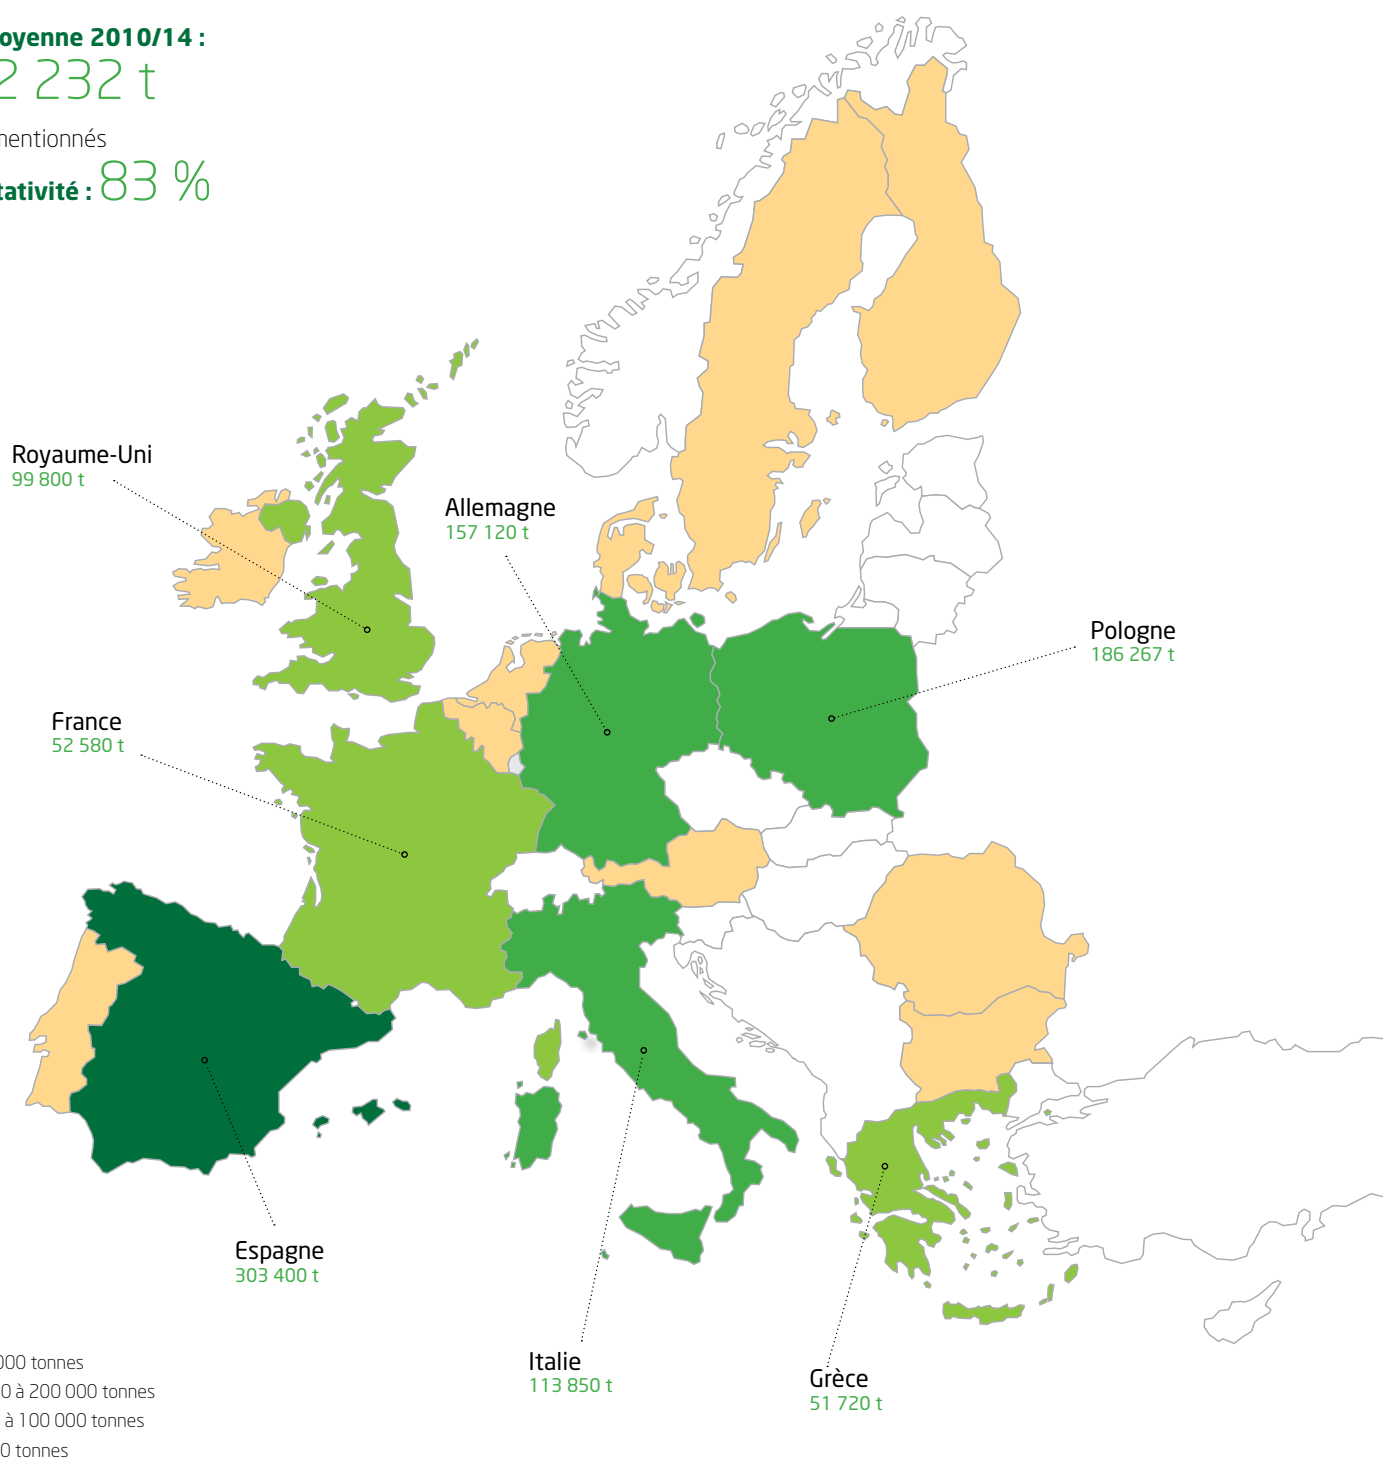 oyenne 2010/14 :
2 232 t
mentionnés
tativité : 83 %
Royaume-Uni
99 800 t
Allemagne
157 120 t
Pologne
186 267 t
France
52 580 t
Espagne
303 400 t
Italie
113 850 t
Grèce
51 720 t
000 tonnes
0 à 200 000 tonnes
à 100 000 tonnes
0 tonnes